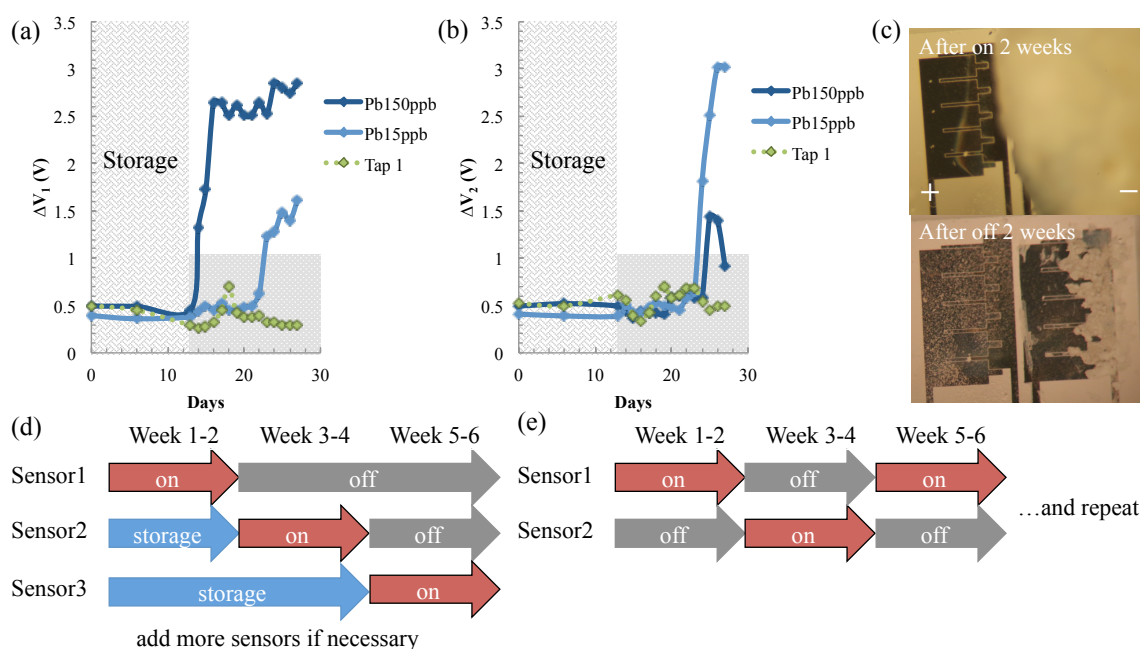 (a)
3.5
3
2.5
2
1.5
1
0.5
0
ΔV1 (V)
Storage
Pb150ppb
Pb15ppb
Tap 1
0 10 20 30
Days
(b)
3.5
3
2.5
2
1.5
1
0.5
0
ΔV2 (V)
Storage
Pb150ppb
Pb15ppb
Tap 1
0 10 20 30
Days
(c)
After on 2 weeks
+ −
After off 2 weeks
(d)
Week 1-2 Week 3-4 Week 5-6
Sensor1 on off
Sensor2 storage on off
Sensor3 storage on
add more sensors if necessary
(e)
Week 1-2 Week 3-4 Week 5-6
Sensor1 on off on
Sensor2 off on off
…and repeat